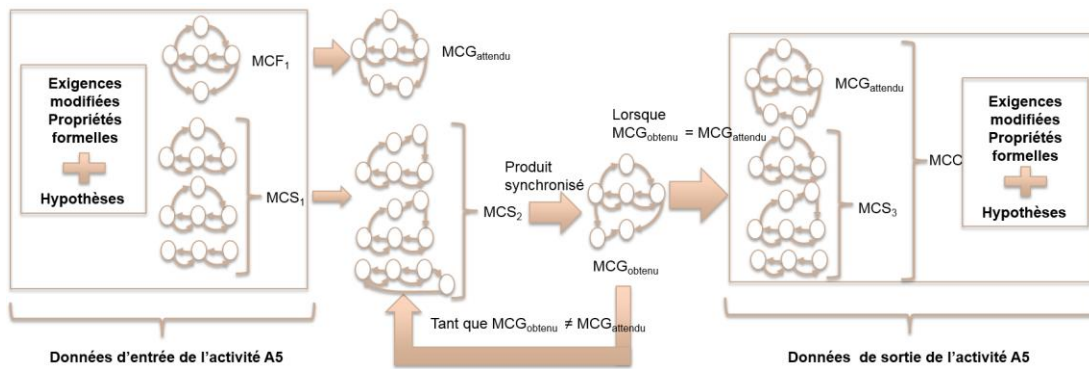 Exigences
modifiées
Propriétés
formelles
Hypothèses
MCF1
MCS1
MCGattendu
MCS2
Produit
synchronisé
MCGobtenu
Tant que MCGobtenu ≠ MCGattendu
Lorsque
MCGobtenu = MCGattendu
MCGattendu
MCS3
MCC
Exigences
modifiées
Propriétés
formelles
Hypothèses
Données d'entrée de l'activité A5
Données de sortie de l'activité A5